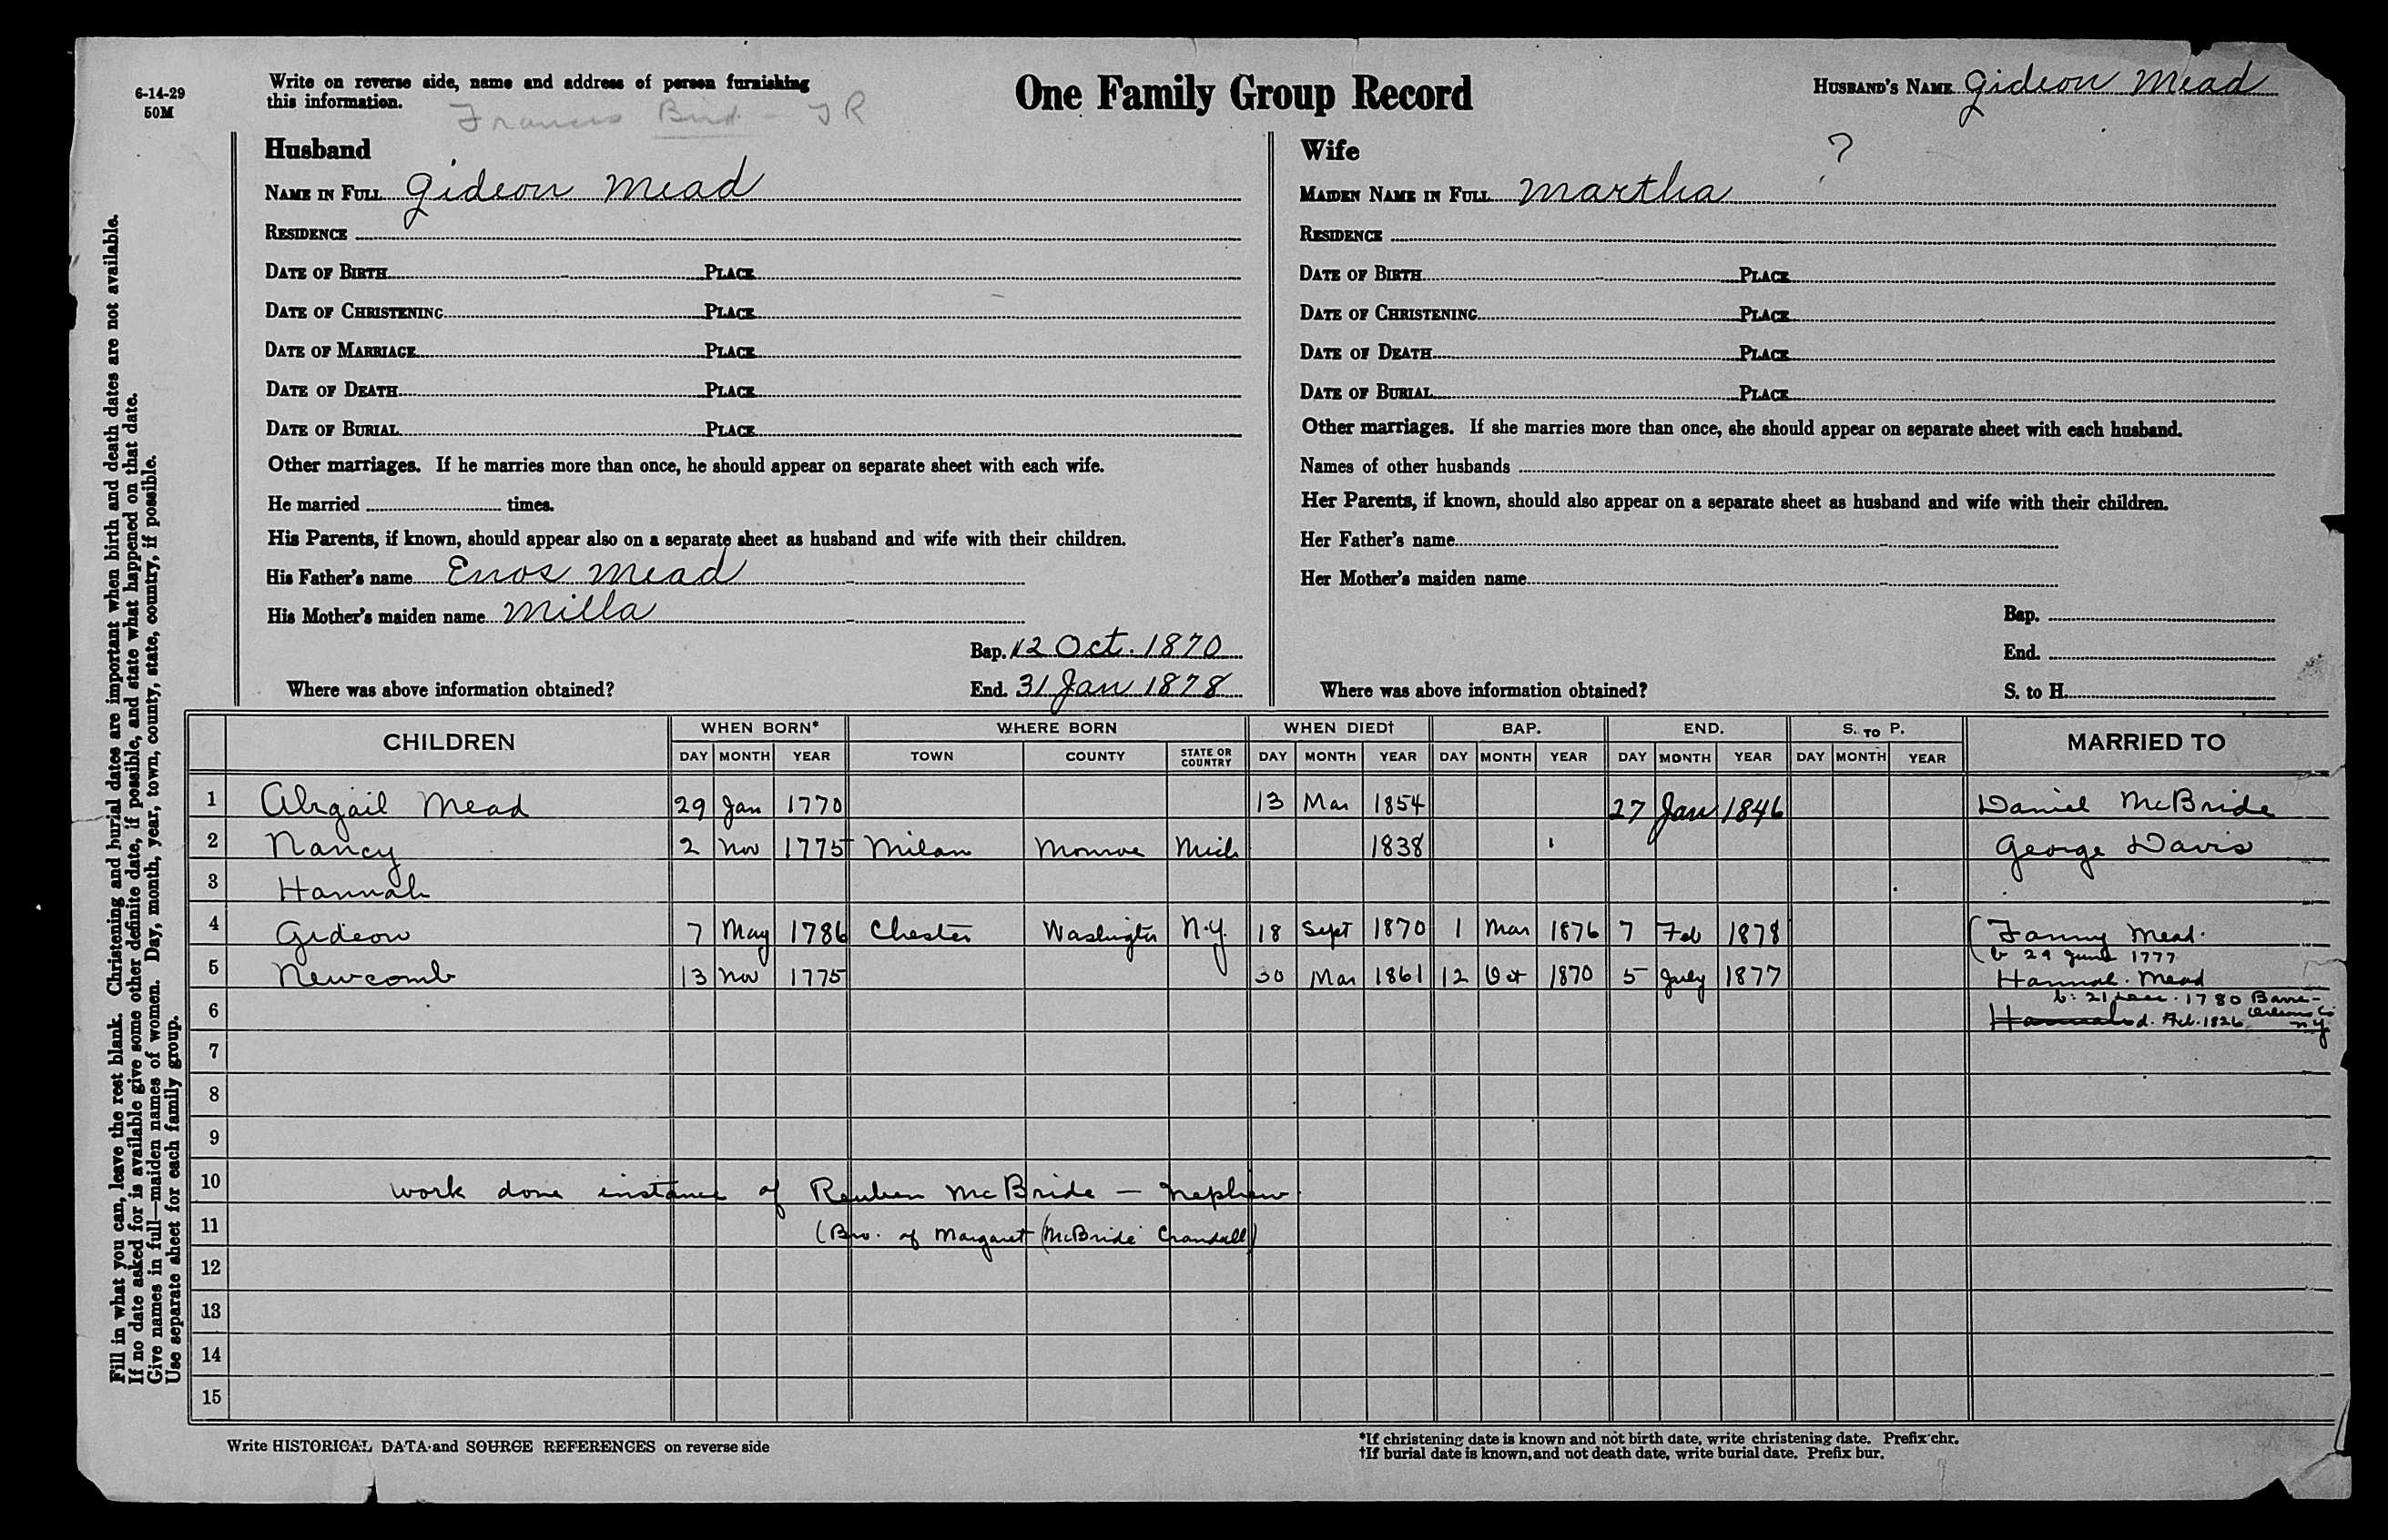 6-14-29
50M
Write on reverse side, name and address of person furnishing
this information.
Francis Bird - TR
One Family Group Record
HUSBAND'S NAME Gideon Mead
Husband
NAME IN FULL Gideon Mead
RESIDENCE
DATE OF BIRTH PLACE
DATE OF CHRISTENING PLACE
DATE OF MARRIAGE PLACE
DATE OF DEATH PLACE
DATE OF BURIAL PLACE
Other marriages. If he marries more than once, he should appear on separate sheet with each wife.
He married times.
His Parents, if known, should appear also on a separate sheet as husband and wife with their children.
His Father's name Enos Mead
His Mother's maiden name Milla
Bap. 12 Oct. 1870
Where was above information obtained? End. 31 Jan 1878
Wife
?
MAIDEN NAME IN FULL Martha
RESIDENCE
DATE OF BIRTH PLACE
DATE OF CHRISTENING PLACE
DATE OF DEATH PLACE
DATE OF BURIAL PLACE
Other marriages. If she marries more than once, she should appear on separate sheet with each husband.
Names of other husbands
Her Parents, if known, should also appear on a separate sheet as husband and wife with their children.
Her Father's name
Her Mother's maiden name
Bap.
End.
Where was above information obtained? S. to H.
Fill in what you can, leave the rest blank. Christening and burial dates are important when birth and death dates are not available.
If no date asked for is available give some other definite date, if possible, and state what happened on that date.
Give names in full—maiden names of women. Day, month, year, town, county, state, country, if possible.
Use separate sheet for each family group.
CHILDREN WHEN BORN* WHERE BORN WHEN DIED† BAP. END. S. TO P. MARRIED TO
DAY MONTH YEAR TOWN COUNTY STATE OR COUNTRY DAY MONTH YEAR DAY MONTH YEAR DAY MONTH YEAR DAY MONTH YEAR
1 Abigail Mead 29 Jan 1770 13 Mar 1854 27 Jan 1846 Daniel McBride
2 Nancy 2 Nov 1775 Milan Monroe Mich 1838 George Davis
3 Hannah
4 Gideon 7 May 1786 Chester Washington N.Y. 18 Sept 1870 1 Mar 1876 7 Feb 1878 (Fanny Mead.
(b 29 June 1777
5 Newcomb 13 Nov 1775 30 Mar 1861 12 Oct 1870 5 July 1877 Hannah Mead
b: 21 Dec. 1780 Barre-
6 Hannah d. Feb. 1826 Orleans Co
N Y
7
8
9
10 work done instance of Reuben McBride — nephew
11 (Bro. of Margaret (McBride Crandall)
12
13
14
15
Write HISTORICAL DATA and SOURCE REFERENCES on reverse side
*If christening date is known and not birth date, write christening date. Prefix chr.
†If burial date is known, and not death date, write burial date. Prefix bur.